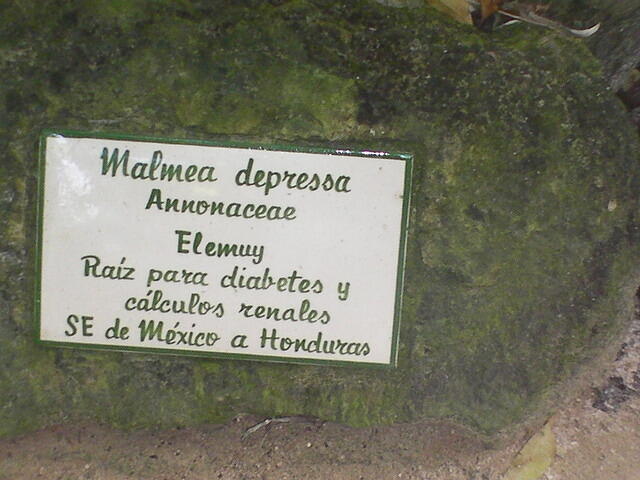 Malmea depressa
Annonaceae
Elemuy
Raíz para diabetes y
cálculos renales
SE de México a Honduras